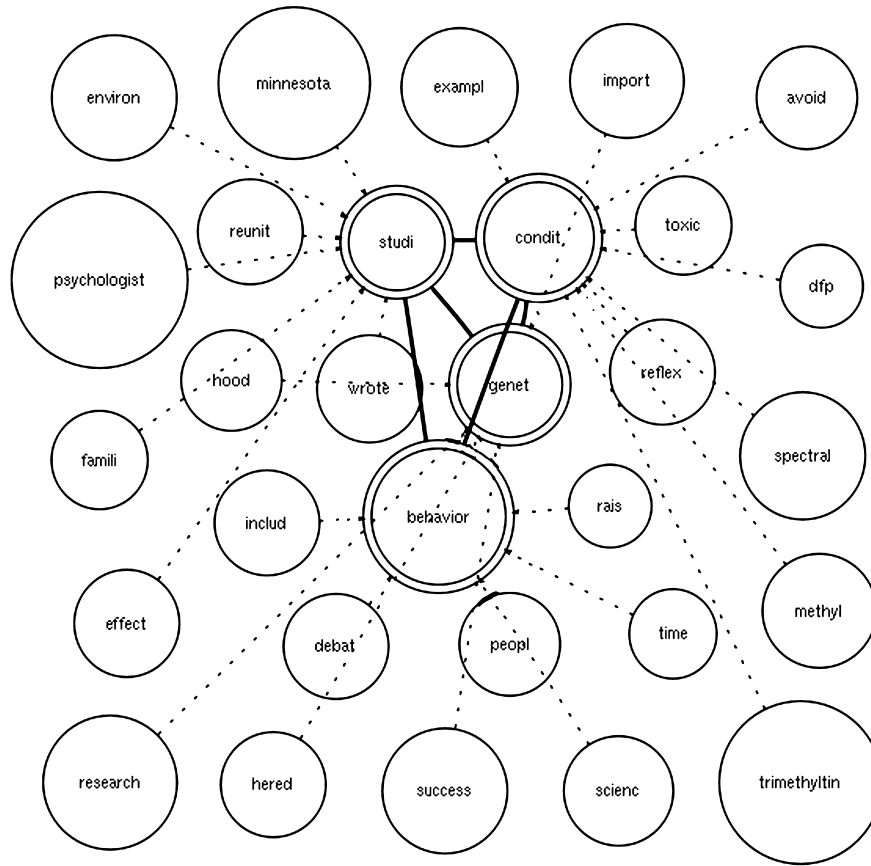 environ
minnesota
exampl
import
avoid
reunit
studi
condit
toxic
psychologist
dfp
hood
wrote
genet
reflex
famili
spectral
includ
behavior
rais
effect
debat
peopl
time
methyl
research
hered
success
scienc
trimethyltin